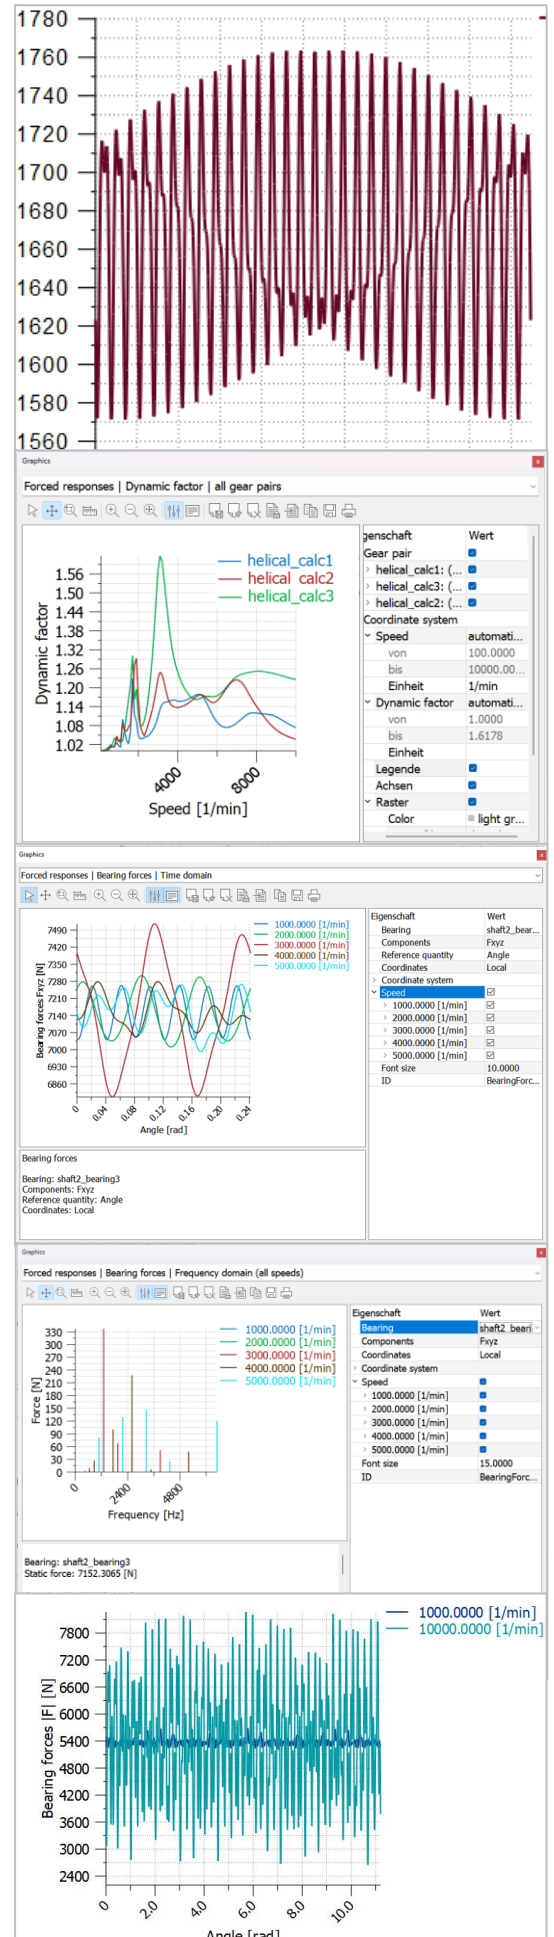 1780
1760
1740
1720
1700
1680
1660
1640
1620
1600
1580
1560
Graphics
Forced responses | Dynamic factor | all gear pairs
helical_calc1
helical_calc2
helical_calc3
1.56
1.50
1.44
1.38
1.32
1.26
1.20
1.14
1.08
1.02
Dynamic factor
4000
8000
Speed [1/min]
genschaft Wert
Gear pair
helical_calc1: (...
helical_calc3: (...
helical_calc2: (...
Coordinate system
Speed automati...
von 100.0000
bis 10000.00...
Einheit 1/min
Dynamic factor automati...
von 1.0000
bis 1.6178
Einheit
Legende
Achsen
Raster
Color light gr...
Graphics
Forced responses | Bearing forces | Time domain
1000.0000 [1/min]
2000.0000 [1/min]
3000.0000 [1/min]
4000.0000 [1/min]
5000.0000 [1/min]
7490
7420
7350
7280
7210
7140
7070
7000
6930
6860
Bearing forces Fxyz [N]
0
0.04
0.08
0.12
0.16
0.20
0.24
Angle [rad]
Eigenschaft Wert
Bearing shaft2_bear...
Components Fxyz
Reference quantity Angle
Coordinates Local
Coordinate system
Speed
1000.0000 [1/min]
2000.0000 [1/min]
3000.0000 [1/min]
4000.0000 [1/min]
5000.0000 [1/min]
Font size 10.0000
ID BearingForc...
Bearing forces
Bearing: shaft2_bearing3
Components: Fxyz
Reference quantity: Angle
Coordinates: Local
Graphics
Forced responses | Bearing forces | Frequency domain (all speeds)
1000.0000 [1/min]
2000.0000 [1/min]
3000.0000 [1/min]
4000.0000 [1/min]
5000.0000 [1/min]
330
300
270
240
210
180
150
120
90
60
30
0
Force [N]
0
2400
4800
Frequency [Hz]
Eigenschaft Wert
Bearing shaft2_beari
Components Fxyz
Coordinates Local
Coordinate system
Speed
1000.0000 [1/min]
2000.0000 [1/min]
3000.0000 [1/min]
4000.0000 [1/min]
5000.0000 [1/min]
Font size 15.0000
ID BearingForc...
Bearing: shaft2_bearing3
Static force: 7152.3065 [N]
1000.0000 [1/min]
10000.0000 [1/min]
7800
7200
6600
6000
5400
4800
4200
3600
3000
2400
Bearing forces |F| [N]
0
2.0
4.0
6.0
8.0
10.0
Angle [rad]